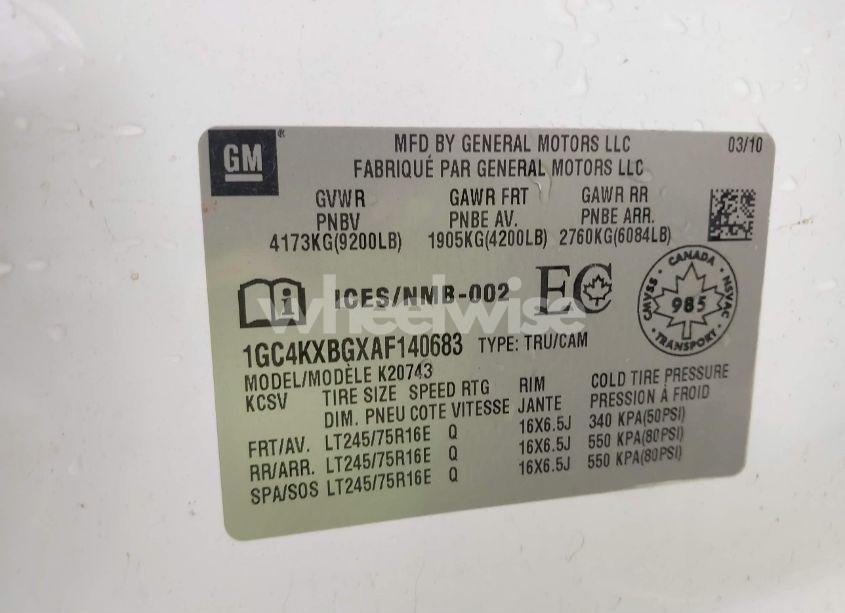 GM
MFD BY GENERAL MOTORS LLC 03/10
FABRIQUÉ PAR GENERAL MOTORS LLC
GVWR GAWR FRT GAWR RR
PNBV PNBE AV. PNBE ARR.
4173KG(9200LB) 1905KG(4200LB) 2760KG(6084LB)
ICES/NMB-002 EC
CANADA CMVSS NSVAC 985 TRANSPORT
wheelwise
1GC4KXBGXAF140683 TYPE: TRU/CAM
MODEL/MODÈLE K20743
KCSV TIRE SIZE SPEED RTG RIM COLD TIRE PRESSURE
DIM. PNEU COTE VITESSE JANTE PRESSION À FROID
FRT/AV. LT245/75R16E Q 16X6.5J 340 KPA(50PSI)
RR/ARR. LT245/75R16E Q 16X6.5J 550 KPA(80PSI)
SPA/SOS LT245/75R16E Q 16X6.5J 550 KPA(80PSI)